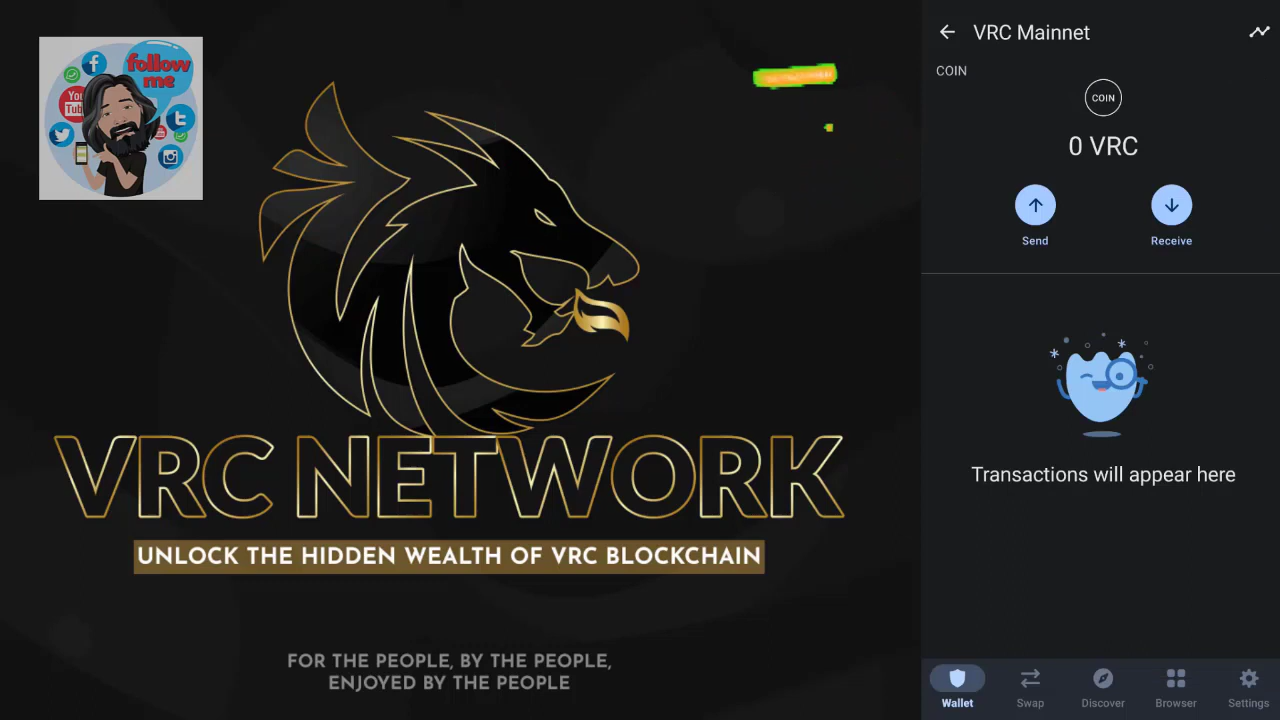 follow
me
You
Tube
VRC NETWORK
UNLOCK THE HIDDEN WEALTH OF VRC BLOCKCHAIN
FOR THE PEOPLE, BY THE PEOPLE,
ENJOYED BY THE PEOPLE
VRC Mainnet
COIN
COIN
0 VRC
Send
Receive
Transactions will appear here
Wallet
Swap
Discover
Browser
Settings